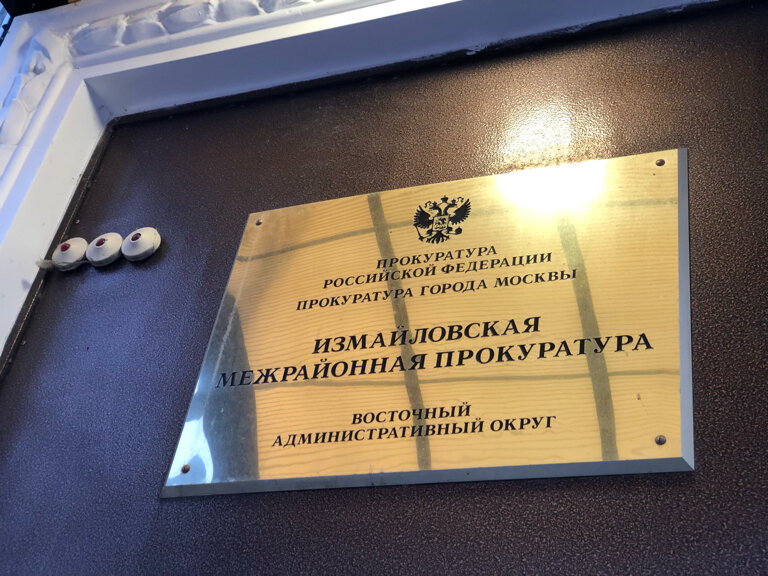 ПРОКУРАТУРА
РОССИЙСКОЙ ФЕДЕРАЦИИ
ПРОКУРАТУРА ГОРОДА МОСКВЫ
ИЗМАЙЛОВСКАЯ
МЕЖРАЙОННАЯ ПРОКУРАТУРА
ВОСТОЧНЫЙ
АДМИНИСТРАТИВНЫЙ ОКРУГ